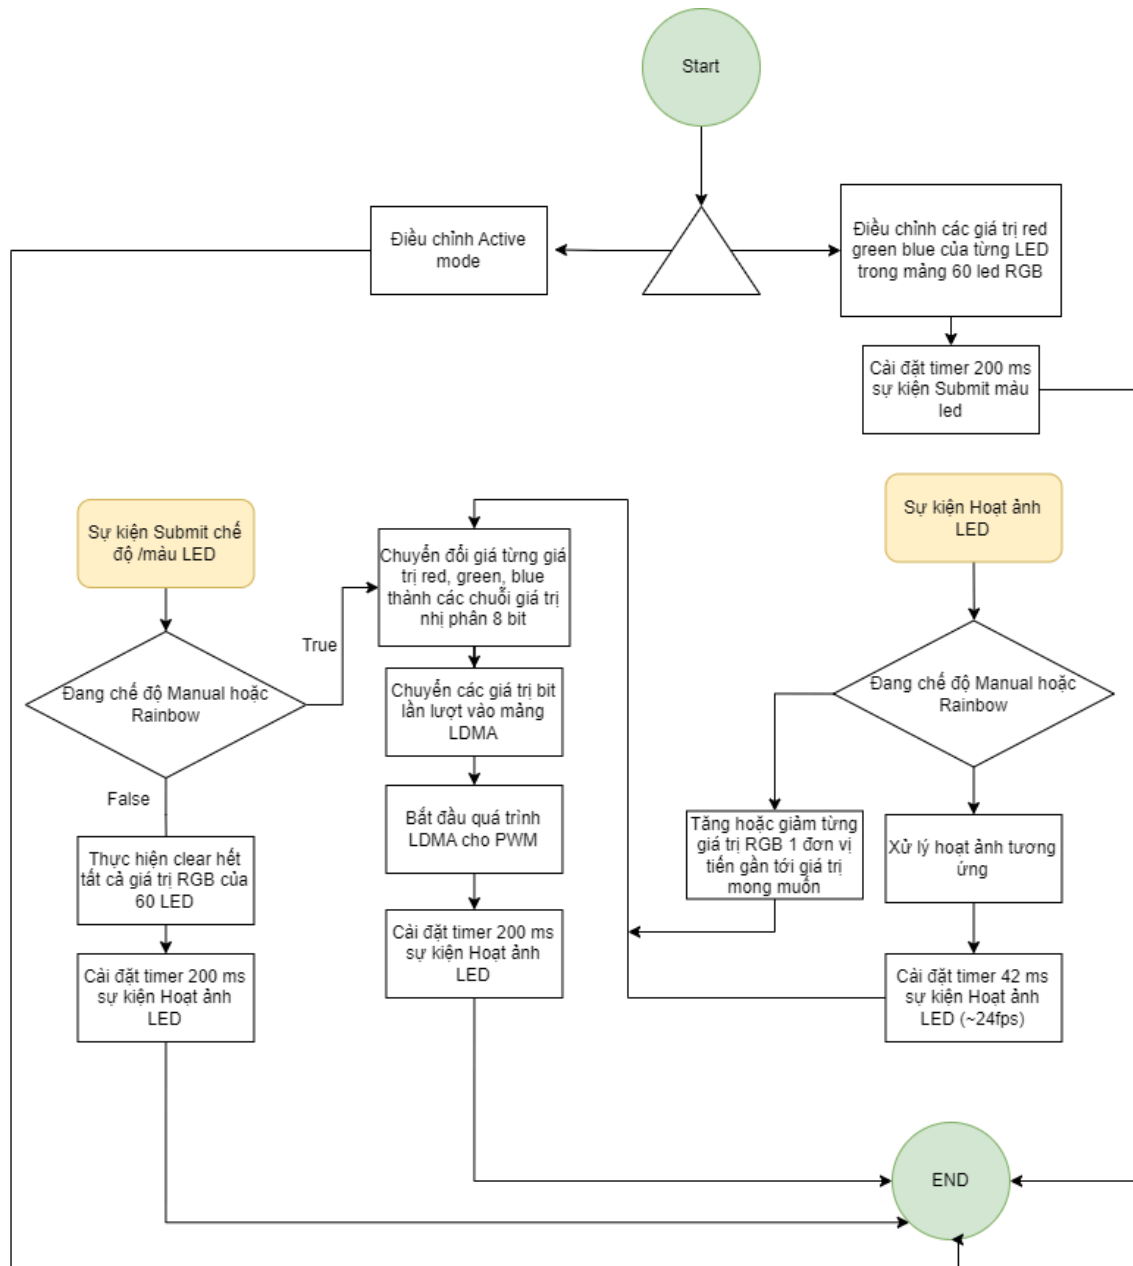 Start
Điều chỉnh Active
mode
Điều chỉnh các giá trị red
green blue của từng LED
trong mảng 60 led RGB
Cài đặt timer 200 ms
sự kiện Submit màu
led
Sự kiện Submit chế
độ /màu LED
Chuyển đổi giá từng giá
trị red, green, blue
thành các chuỗi giá trị
nhị phân 8 bit
Sự kiện Hoạt ảnh
LED
True
Đang chế độ Manual hoặc
Rainbow
Chuyển các giá trị bit
lần lượt vào mảng
LDMA
Đang chế độ Manual hoặc
Rainbow
False
Bắt đầu quá trình
LDMA cho PWM
Tăng hoặc giảm từng
giá trị RGB 1 đơn vị
tiến gần tới giá trị
mong muốn
Xử lý hoạt ảnh tương
ứng
Thực hiện clear hết
tất cả giá trị RGB của
60 LED
Cài đặt timer 200 ms
sự kiện Hoạt ảnh
LED
Cài đặt timer 200 ms
sự kiện Hoạt ảnh
LED
Cài đặt timer 42 ms
sự kiện Hoạt ảnh
LED (~24fps)
END